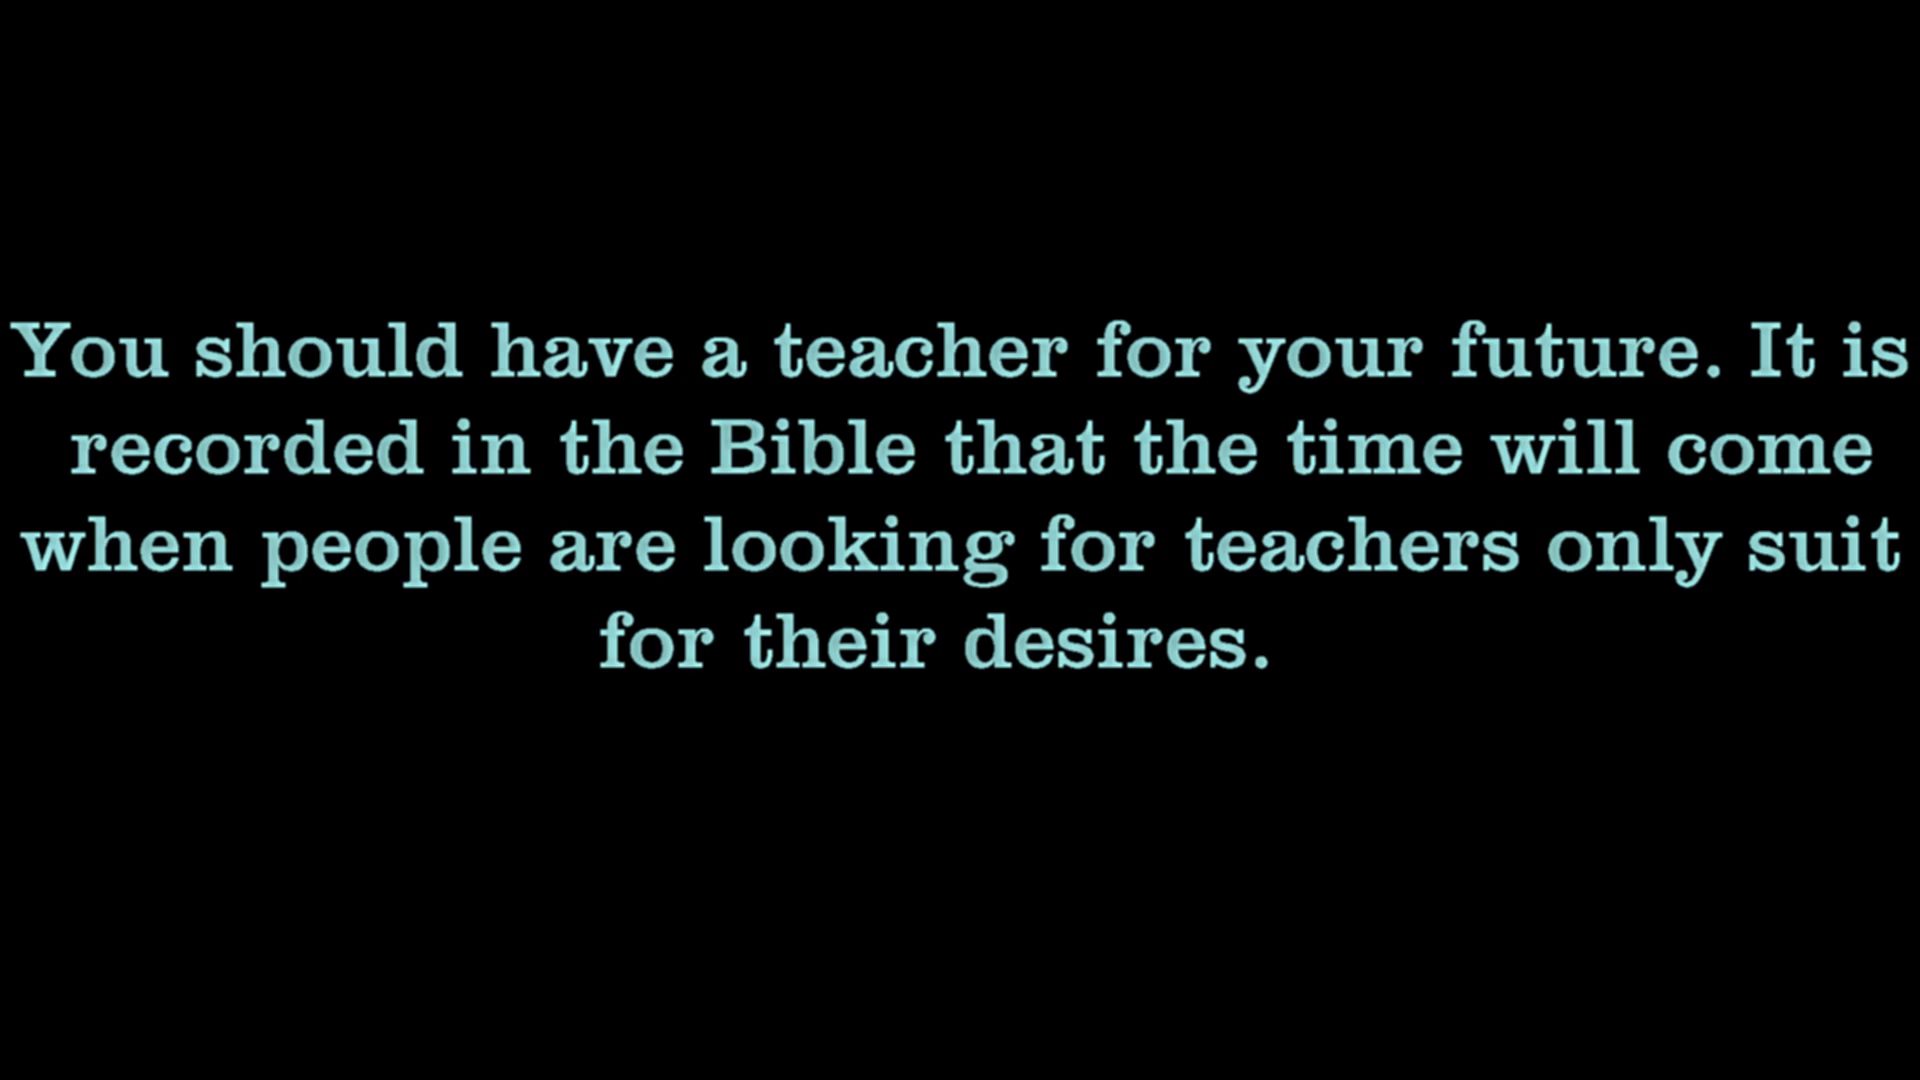 You should have a teacher for your future. It is
recorded in the Bible that the time will come
when people are looking for teachers only suit
for their desires.